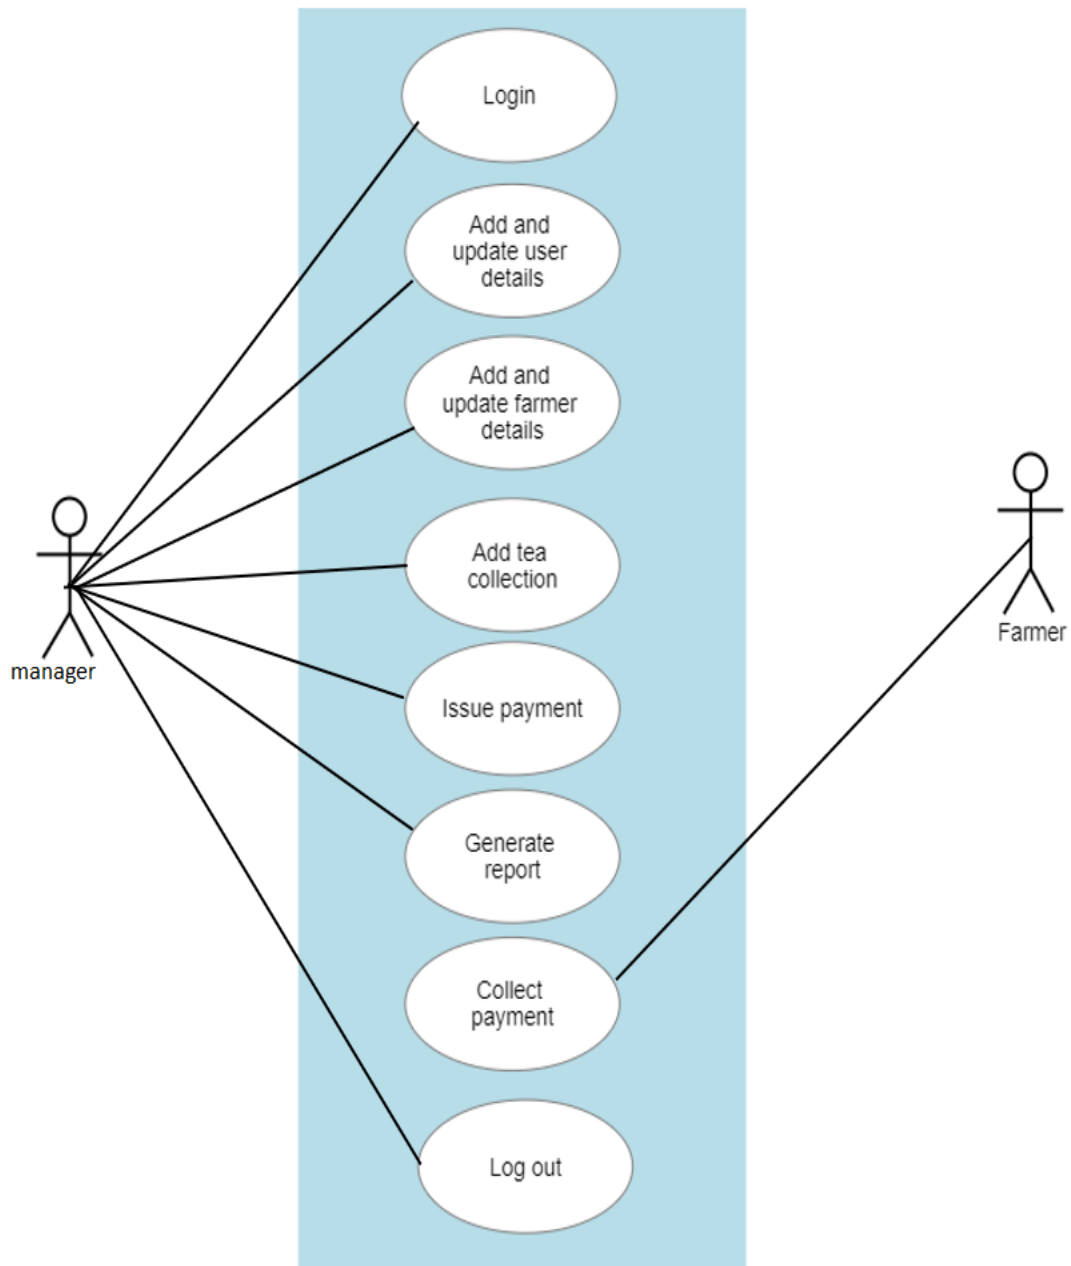 Login
Add and
update user
details
Add and
update farmer
details
Add tea
collection
manager
Farmer
Issue payment
Generate
report
Collect
payment
Log out